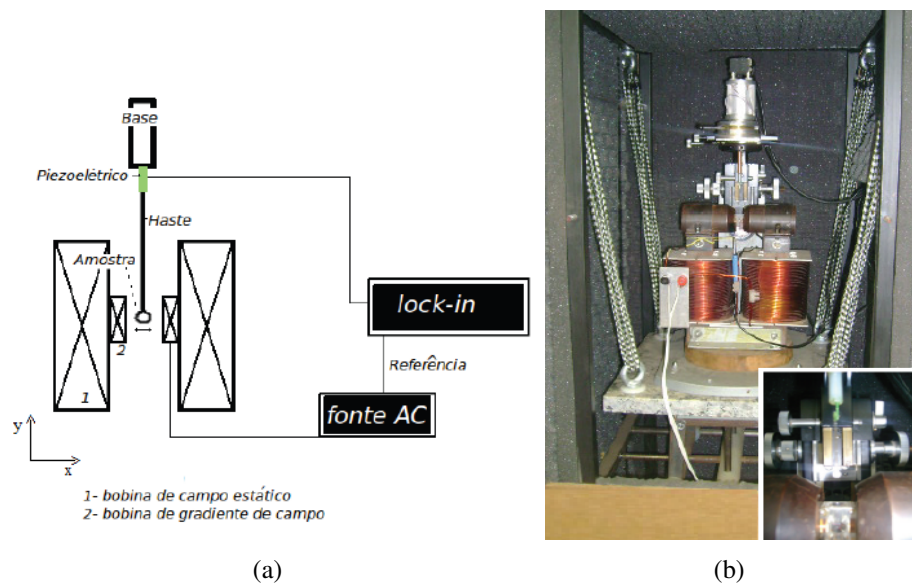 Base
Piezoelétrico
Haste
Amostra
lock-in
2
Referência
1
fonte AC
y
x
1- bobina de campo estático
2- bobina de gradiente de campo
(a)
(b)